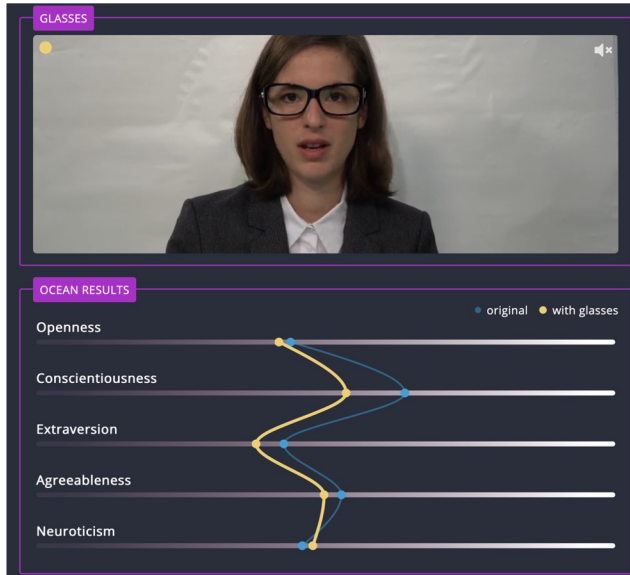 GLASSES
OCEAN RESULTS
original with glasses
Openness
Conscientiousness
Extraversion
Agreeableness
Neuroticism